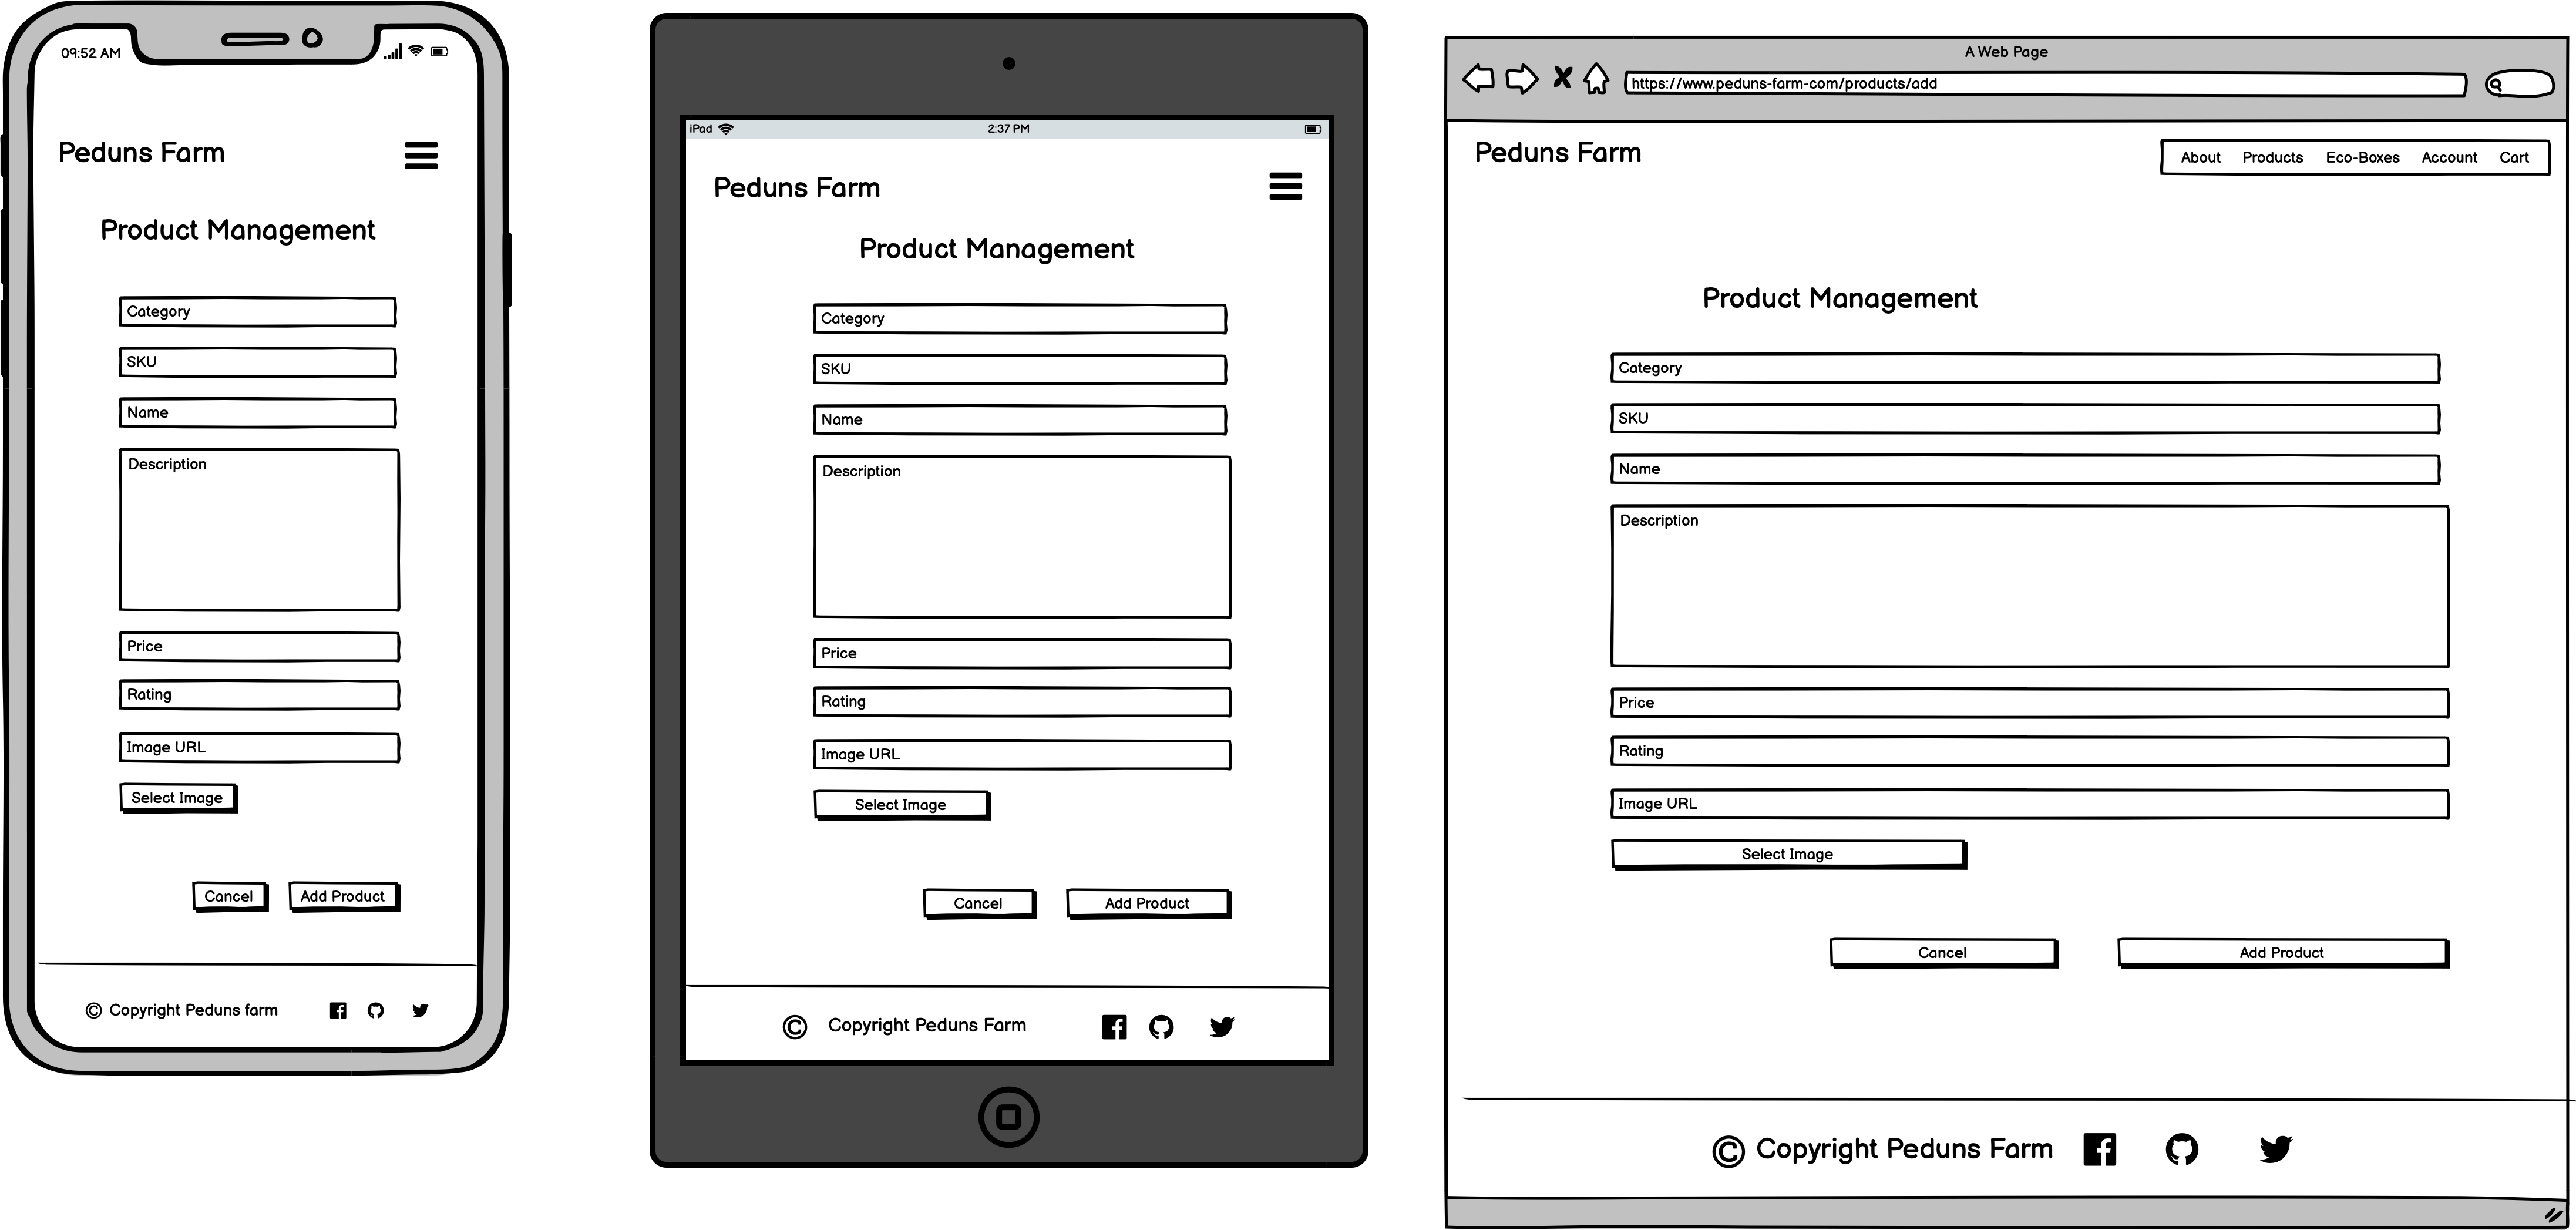 09:52 AM
Peduns Farm
Product Management
Category
SKU
Name
Description
Price
Rating
Image URL
Select Image
Cancel Add Product
© Copyright Peduns farm
iPad 2:37 PM
Peduns Farm
Product Management
Category
SKU
Name
Description
Price
Rating
Image URL
Select Image
Cancel Add Product
© Copyright Peduns Farm
A Web Page
https://www.peduns-farm-com/products/add
Peduns Farm
About Products Eco-Boxes Account Cart
Product Management
Category
SKU
Name
Description
Price
Rating
Image URL
Select Image
Cancel Add Product
© Copyright Peduns Farm